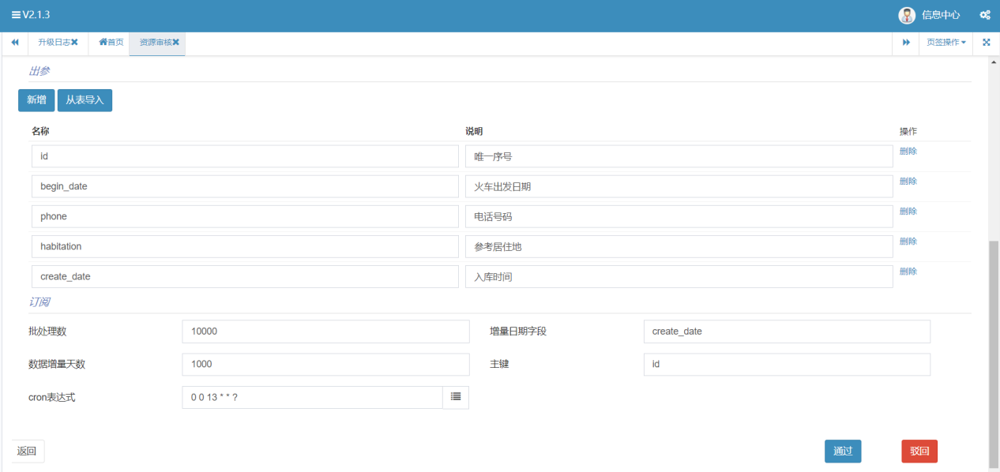 V2.1.3 信息中心
升级日志 首页 资源审核 页签操作
出参
新增 从表导入
名称 说明 操作
id 唯一序号 删除
begin_date 火车出发日期 删除
phone 电话号码 删除
habitation 参考居住地 删除
create_date 入库时间 删除
订阅
批处理数 10000 增量日期字段 create_date
数据增量天数 1000 主键 id
cron表达式 0 0 13 * * ?
返回 通过 驳回